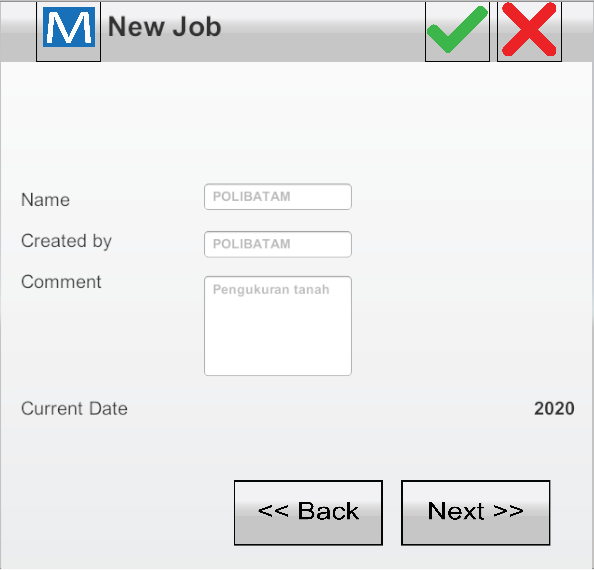 M New Job
Name POLIBATAM
Created by POLIBATAM
Comment Pengukuran tanah
Current Date 2020
<< Back Next >>